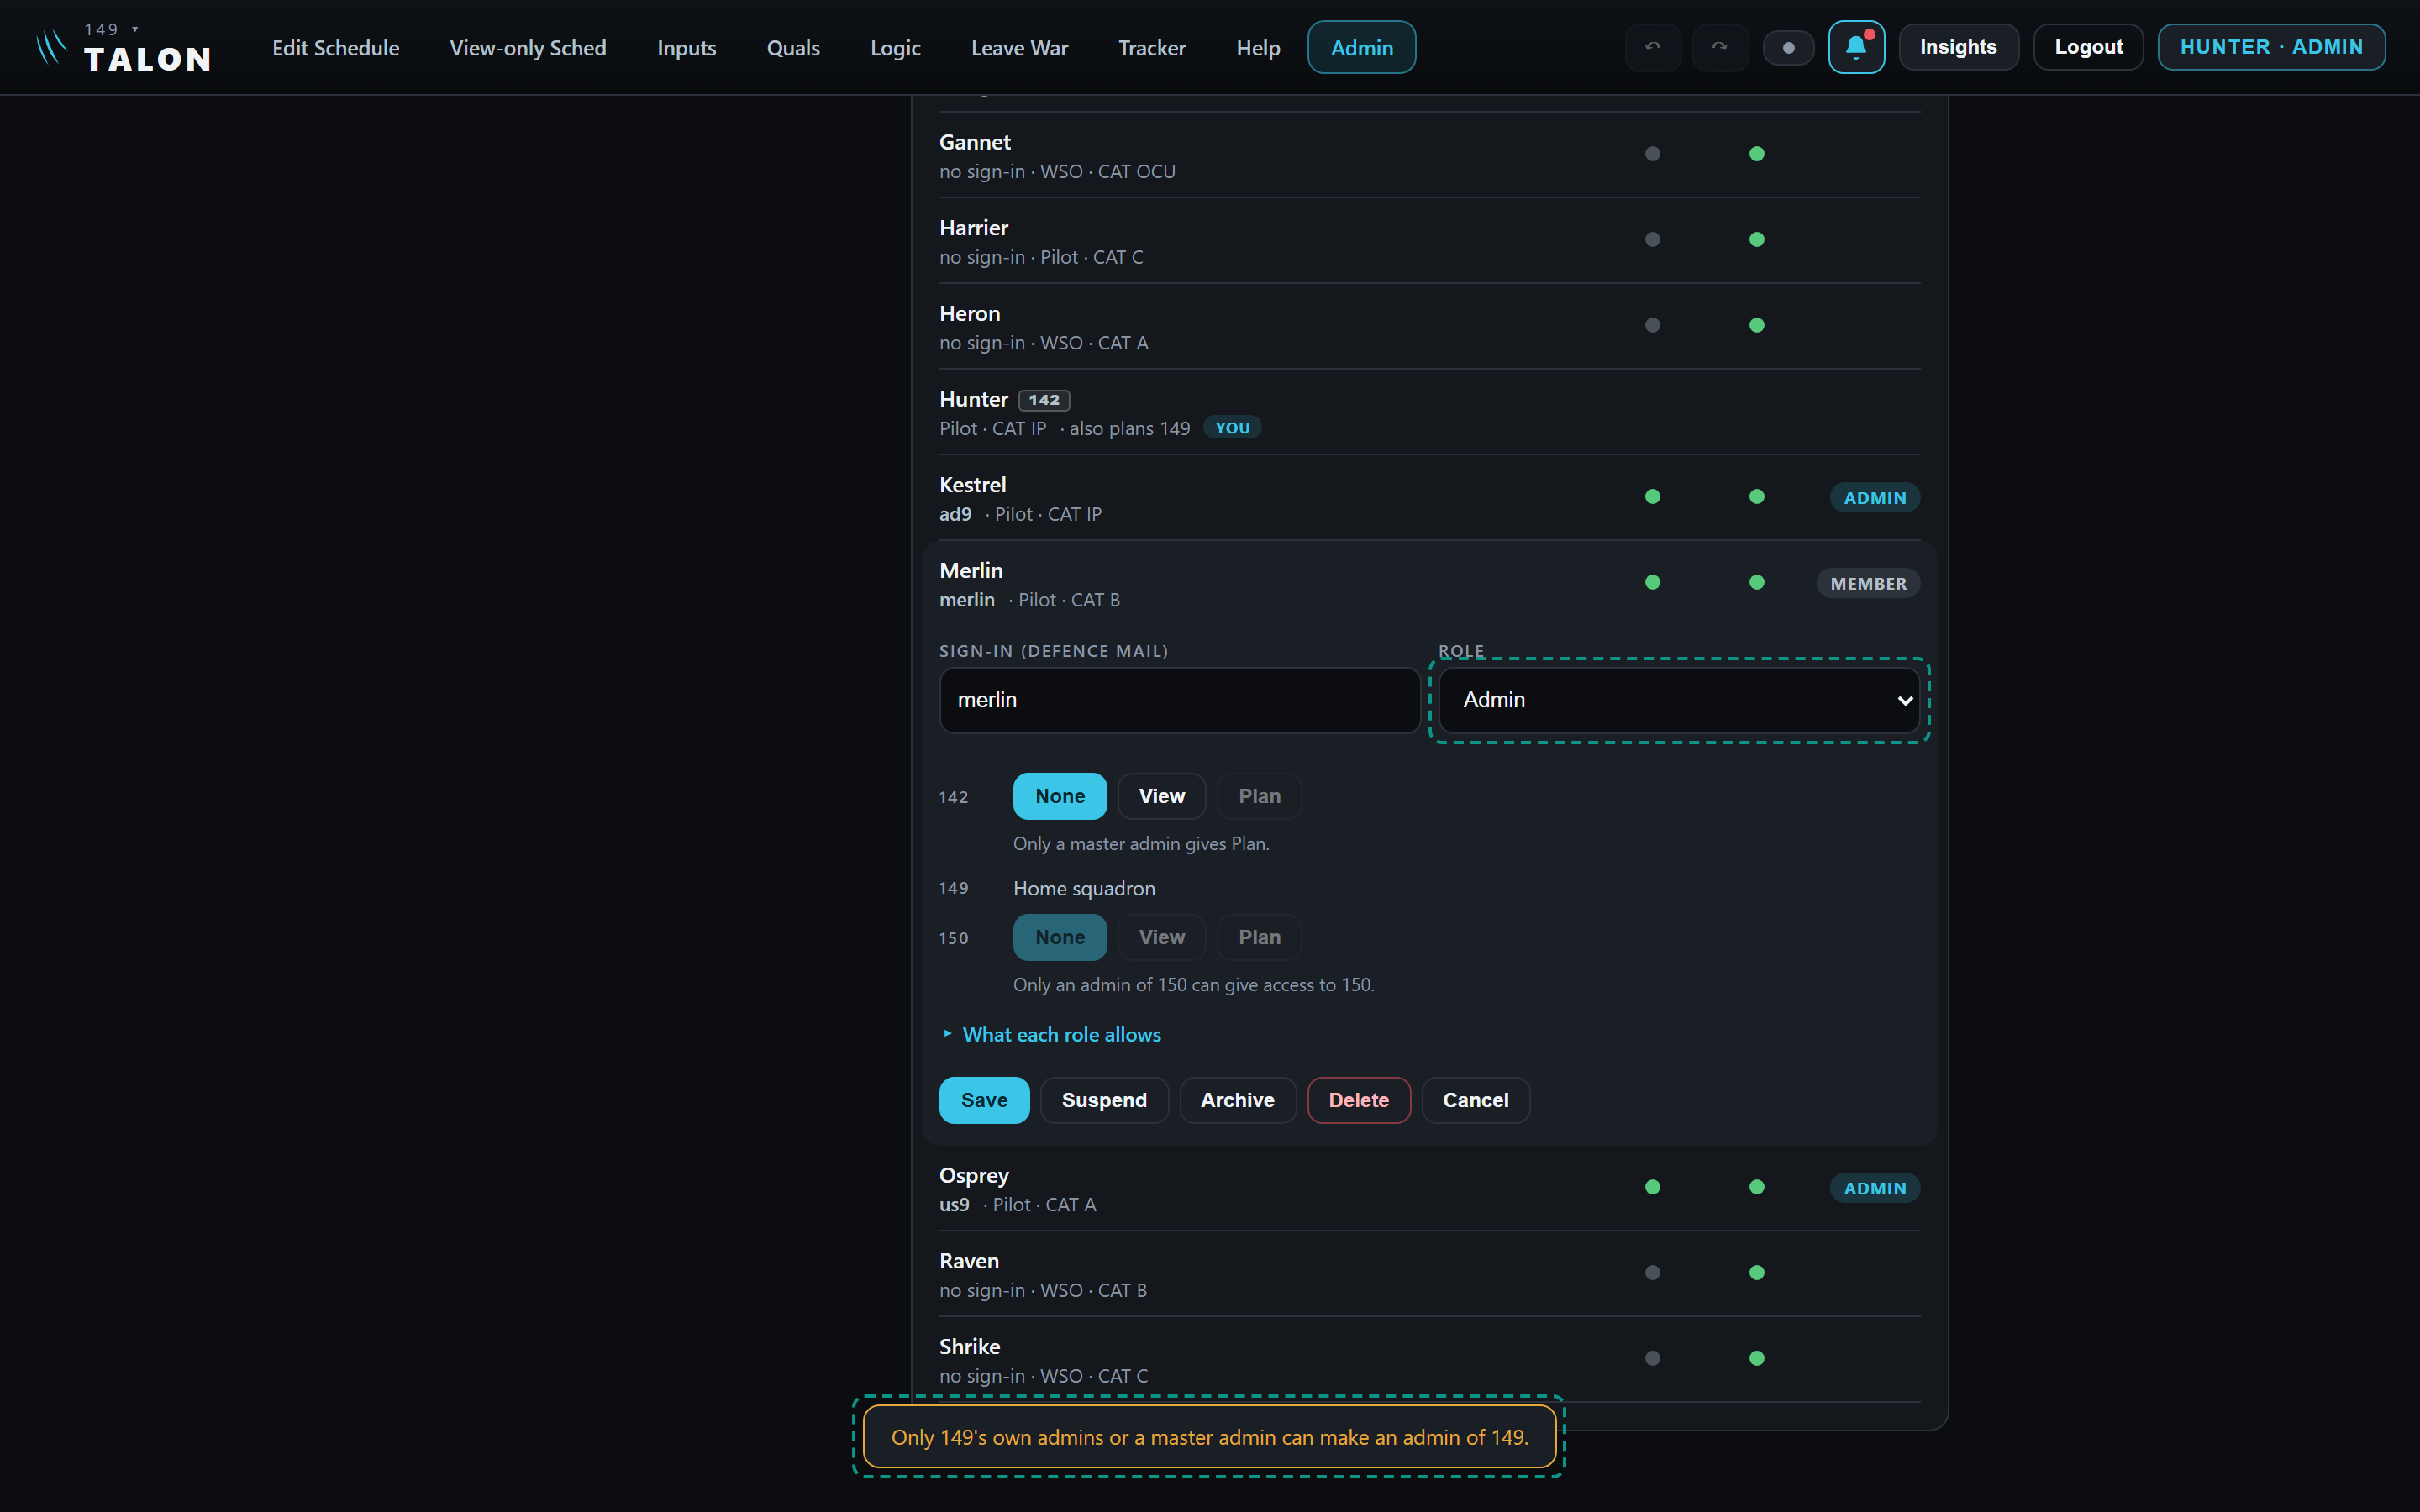 149 ▾
TALON
Edit Schedule
View-only Sched
Inputs
Quals
Logic
Leave War
Tracker
Help
Admin
Insights
Logout
HUNTER · ADMIN
Gannet
no sign-in · WSO · CAT OCU
Harrier
no sign-in · Pilot · CAT C
Heron
no sign-in · WSO · CAT A
Hunter 142
Pilot · CAT IP · also plans 149 YOU
Kestrel
ad9 · Pilot · CAT IP
ADMIN
Merlin
merlin · Pilot · CAT B
MEMBER
SIGN-IN (DEFENCE MAIL)
ROLE
merlin
Admin
142 None View Plan
Only a master admin gives Plan.
149 Home squadron
150 None View Plan
Only an admin of 150 can give access to 150.
▸ What each role allows
Save Suspend Archive Delete Cancel
Osprey
us9 · Pilot · CAT A
ADMIN
Raven
no sign-in · WSO · CAT B
Shrike
no sign-in · WSO · CAT C
Only 149's own admins or a master admin can make an admin of 149.